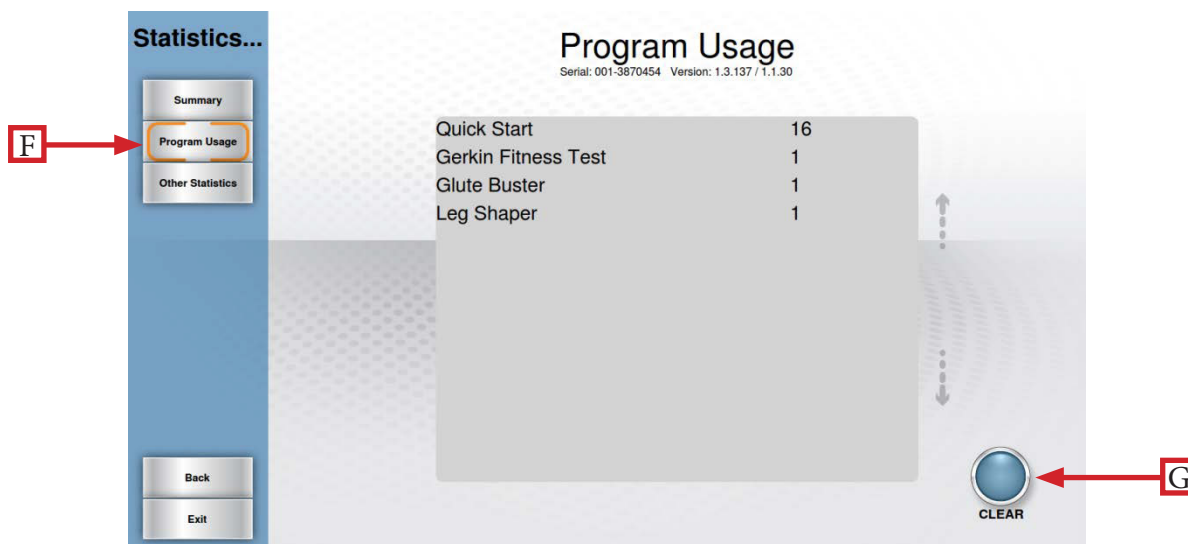 Statistics...
Program Usage
Serial: 001-3870454 Version: 1.3.137 / 1.1.30
Summary
F
Program Usage
Other Statistics
Quick Start 16
Gerkin Fitness Test 1
Glute Buster 1
Leg Shaper 1
Back
Exit
CLEAR
G